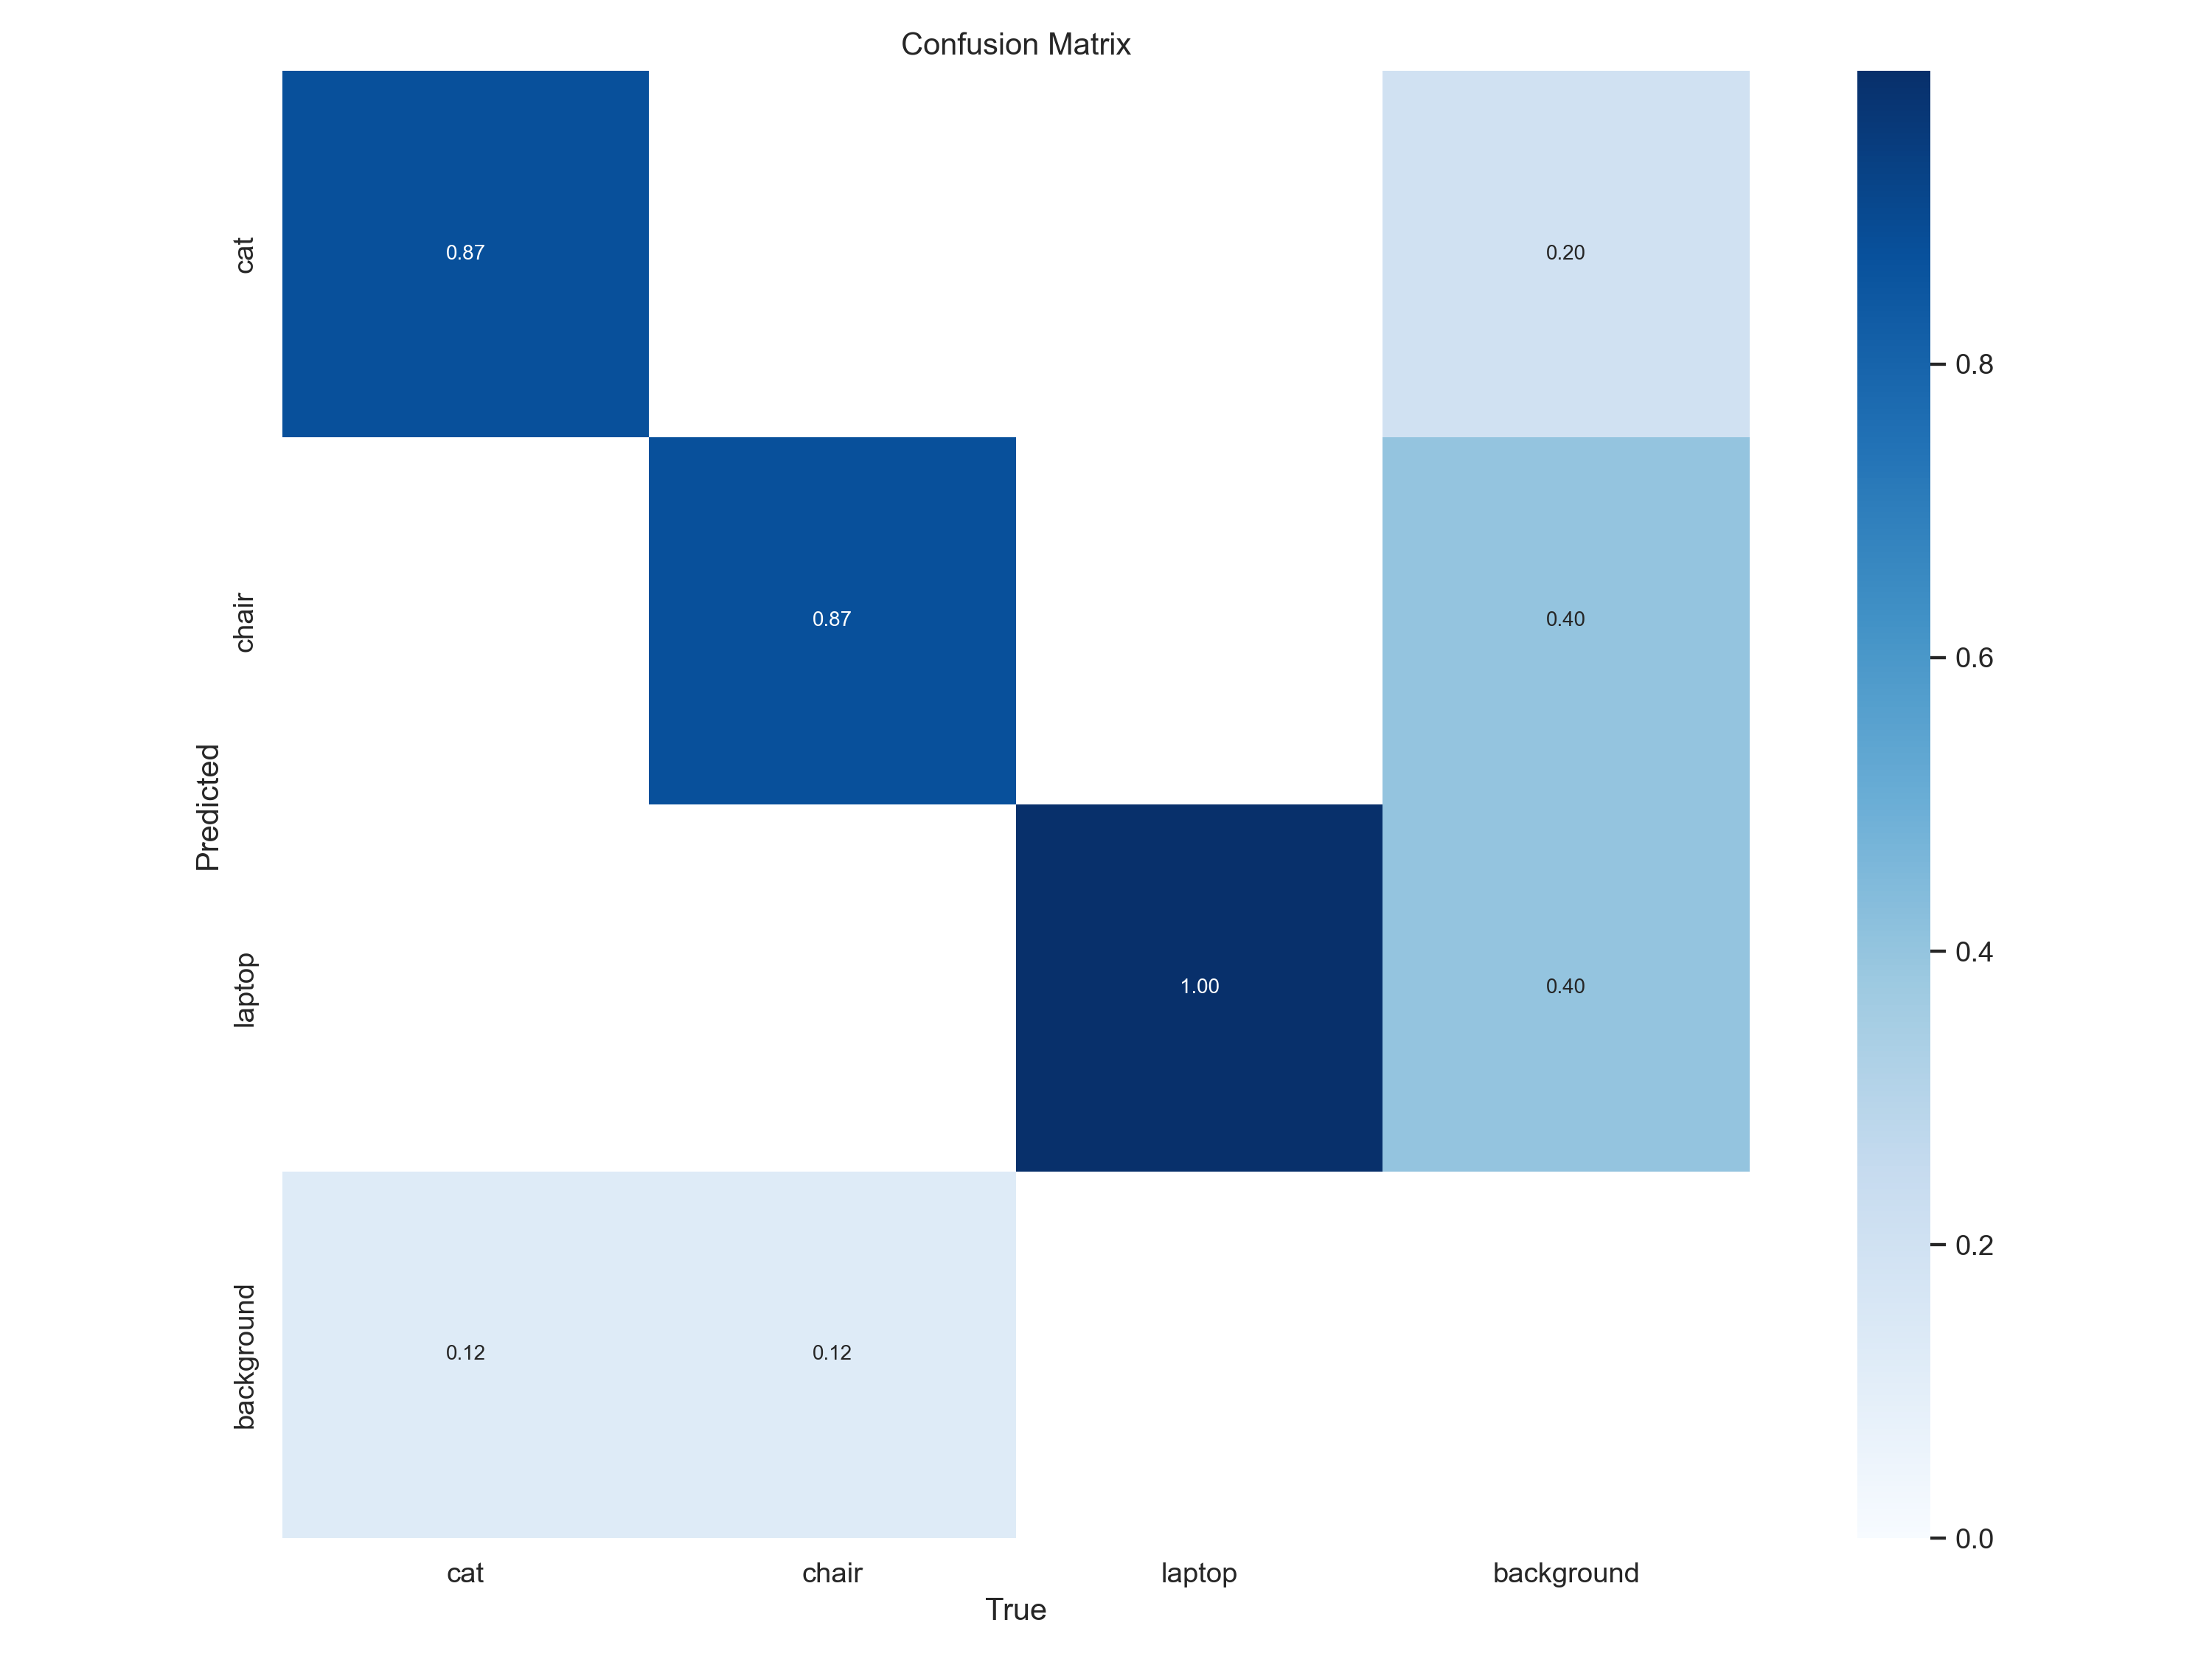 Confusion Matrix
cat
0.87
0.20
chair
0.87
0.40
laptop
1.00
0.40
background
0.12
0.12
Predicted
cat
chair
laptop
background
True
0.8
0.6
0.4
0.2
0.0